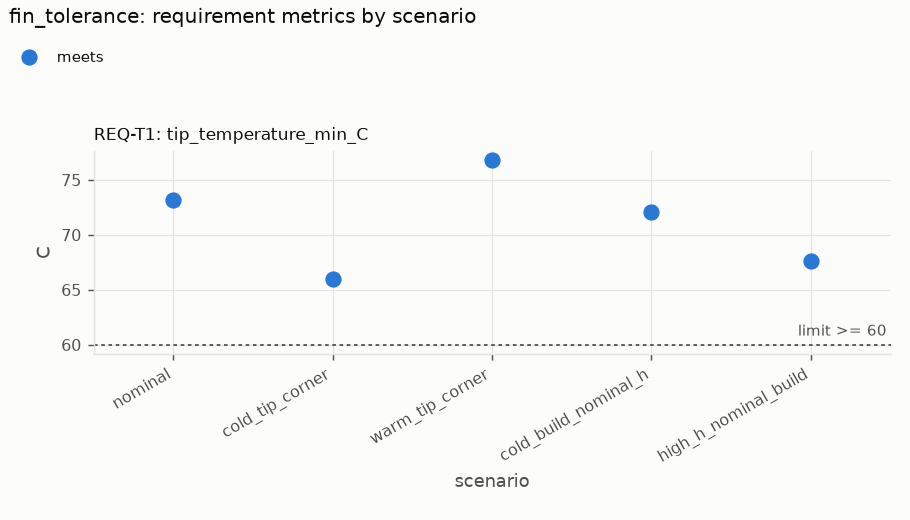 fin_tolerance: requirement metrics by scenario
meets
REQ-T1: tip_temperature_min_C
C
75
70
65
60
limit >= 60
nominal
cold_tip_corner
warm_tip_corner
cold_build_nominal_h
high_h_nominal_build
scenario